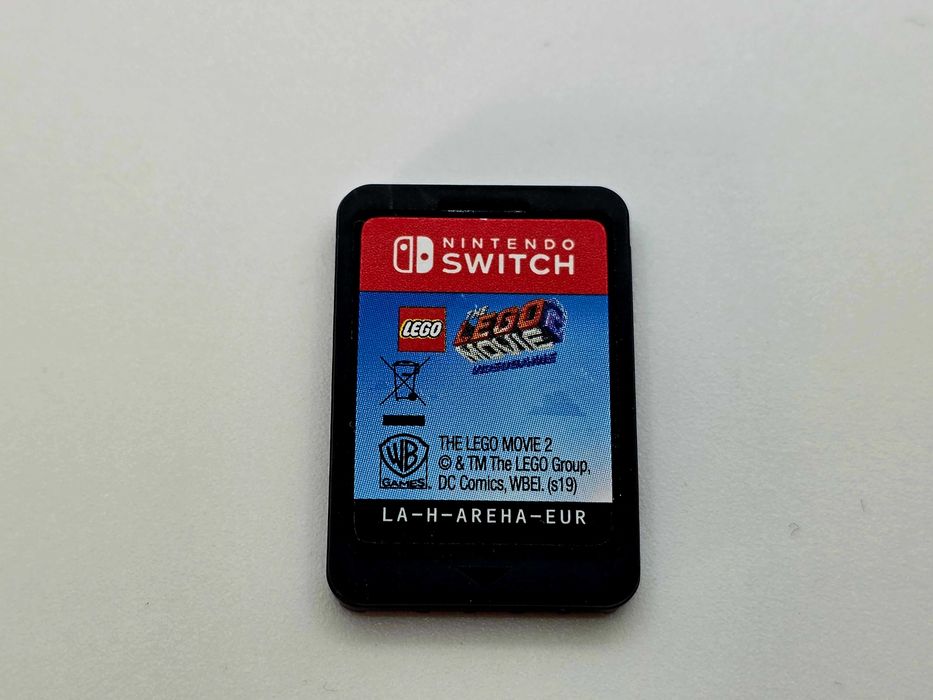 NINTENDO
SWITCH
LEGO
THE
LEGO
MOVIE 2
VIDEOGAME
WB
GAMES
THE LEGO MOVIE 2
© & TM The LEGO Group,
DC Comics, WBEI. (s19)
LA-H-AREHA-EUR